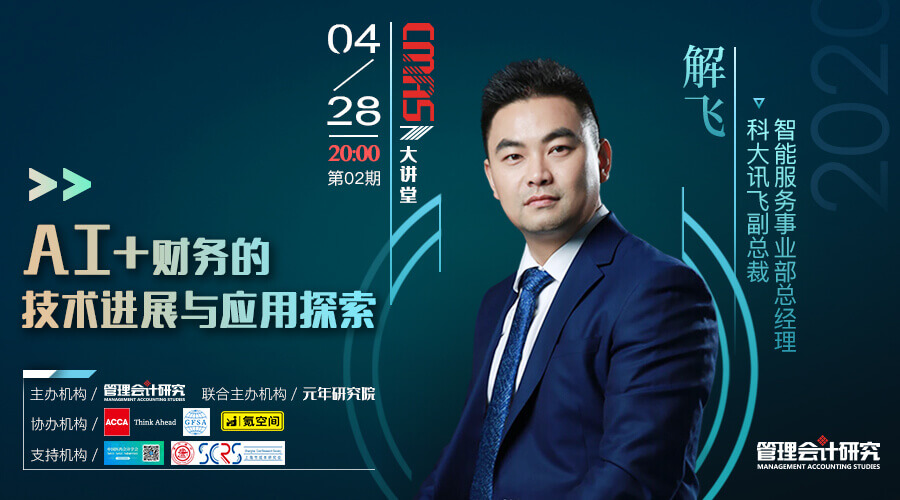 04
28
20:00
第02期
CMAS
大讲堂
解飞
科大讯飞副总裁
智能服务事业部总经理
2020
AI+财务的
技术进展与应用探索
主办机构 / 管理会计研究 联合主办机构 / 元年研究院
MANAGEMENT ACCOUNTING STUDIES
协办机构 / ACCA Think Ahead GFSA 氪空间
支持机构 / SCRS
管理会计研究
MANAGEMENT ACCOUNTING STUDIES